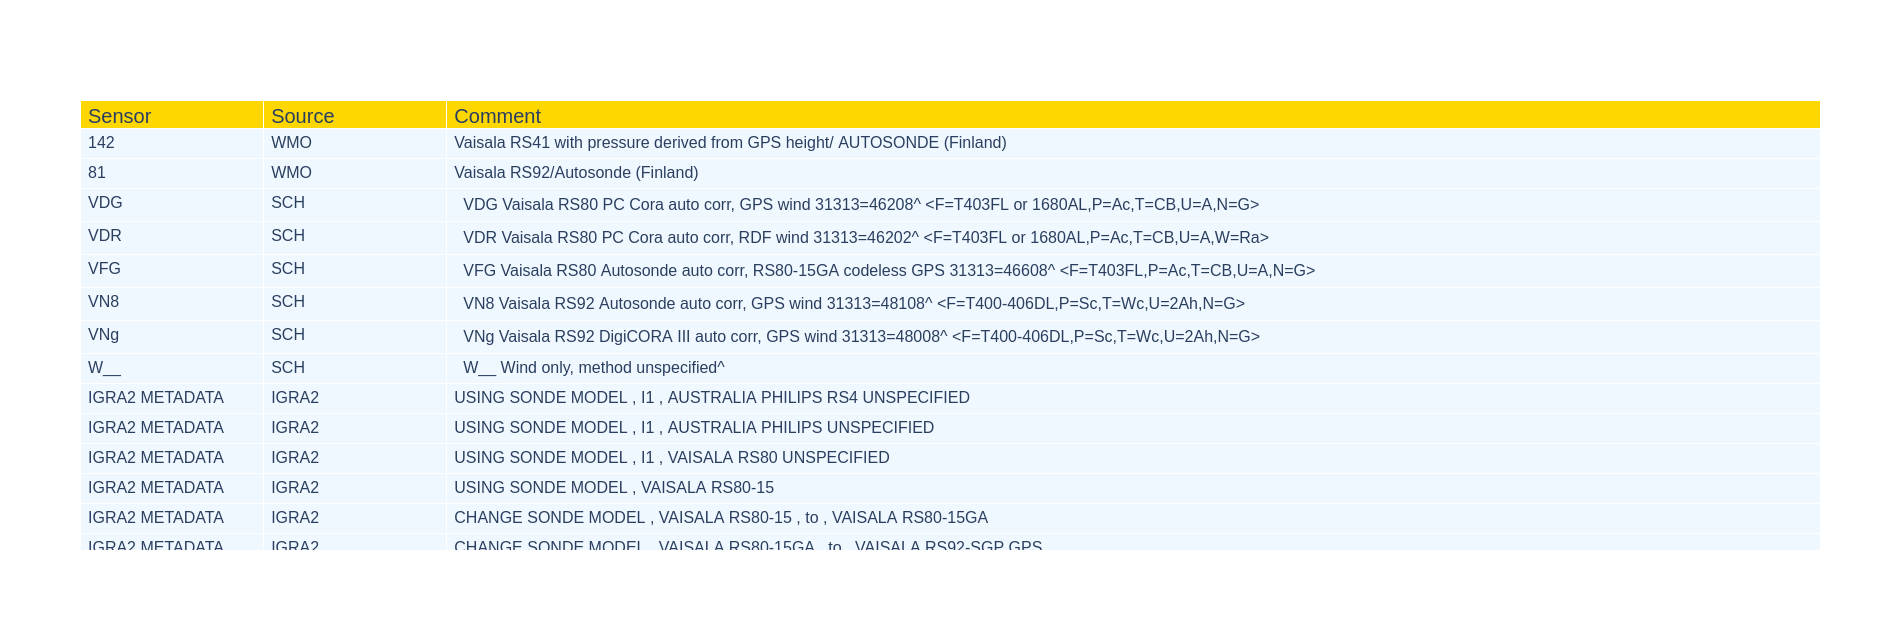 Sensor Source Comment
142 WMO Vaisala RS41 with pressure derived from GPS height/ AUTOSONDE (Finland)
81 WMO Vaisala RS92/Autosonde (Finland)
VDG SCH VDG Vaisala RS80 PC Cora auto corr, GPS wind 31313=46208^ <F=T403FL or 1680AL,P=Ac,T=CB,U=A,N=G>
VDR SCH VDR Vaisala RS80 PC Cora auto corr, RDF wind 31313=46202^ <F=T403FL or 1680AL,P=Ac,T=CB,U=A,W=Ra>
VFG SCH VFG Vaisala RS80 Autosonde auto corr, RS80-15GA codeless GPS 31313=46608^ <F=T403FL,P=Ac,T=CB,U=A,N=G>
VN8 SCH VN8 Vaisala RS92 Autosonde auto corr, GPS wind 31313=48108^ <F=T400-406DL,P=Sc,T=Wc,U=2Ah,N=G>
VNg SCH VNg Vaisala RS92 DigiCORA III auto corr, GPS wind 31313=48008^ <F=T400-406DL,P=Sc,T=Wc,U=2Ah,N=G>
W__ SCH W__ Wind only, method unspecified^
IGRA2 METADATA IGRA2 USING SONDE MODEL , I1 , AUSTRALIA PHILIPS RS4 UNSPECIFIED
IGRA2 METADATA IGRA2 USING SONDE MODEL , I1 , AUSTRALIA PHILIPS UNSPECIFIED
IGRA2 METADATA IGRA2 USING SONDE MODEL , I1 , VAISALA RS80 UNSPECIFIED
IGRA2 METADATA IGRA2 USING SONDE MODEL , VAISALA RS80-15
IGRA2 METADATA IGRA2 CHANGE SONDE MODEL , VAISALA RS80-15 , to , VAISALA RS80-15GA
IGRA2 METADATA IGRA2 CHANGE SONDE MODEL , VAISALA RS80-15GA , to , VAISALA RS92-SGP GPS